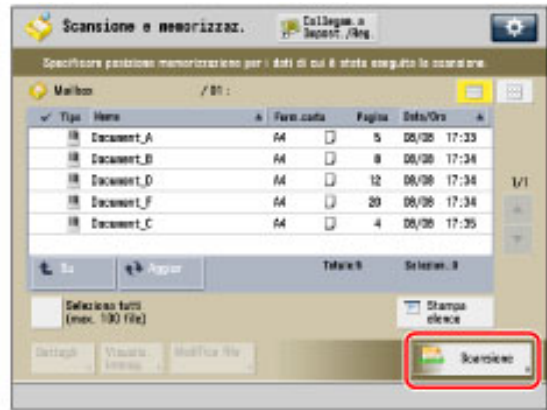 Scansione e memorizzaz.
Collegam. a
Impost./Reg.
Specificare posizione memorizzazione per i dati di cui è stata eseguita la scansione.
Mailbox /01:
Tipo Nome Form.carta Pagine Data/Ora
Document_A A4 5 08/08 17:33
Document_B A4 8 08/08 17:34
Document_D A4 12 08/08 17:34
Document_F A4 20 08/08 17:34
Document_C A4 4 08/08 17:35
1/1
Su Aggior Totale:5 Selezion.:0
Seleziona tutti
(max. 100 file)
Stampa
elenco
Dettagli Visualiz. Modifica file
Scansione